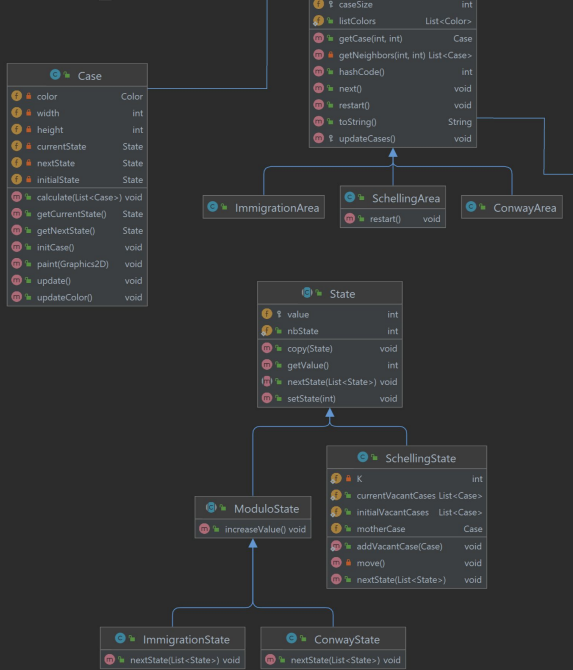 caseSize int
listColors List<Color>
getCase(int, int) Case
getNeighbors(int, int) List<Case>
hashCode() int
next() void
restart() void
toString() String
updateCases() void
Case
color Color
width int
height int
currentState State
nextState State
initialState State
calculate(List<Case>) void
getCurrentState() State
getNextState() State
initCase() void
paint(Graphics2D) void
update() void
updateColor() void
ImmigrationArea
SchellingArea
restart() void
ConwayArea
State
value int
nbState int
copy(State) void
getValue() int
nextState(List<State>) void
setState(int) void
SchellingState
K int
currentVacantCases List<Case>
initialVacantCases List<Case>
motherCase Case
addVacantCase(Case) void
move() void
nextState(List<State>) void
ModuloState
increaseValue() void
ImmigrationState
nextState(List<State>) void
ConwayState
nextState(List<State>) void